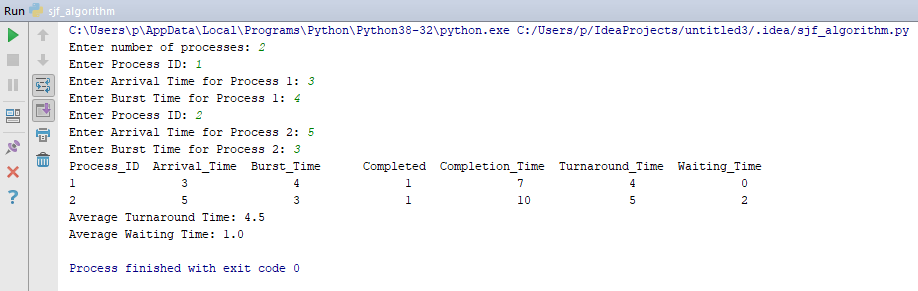 Run sjf_algorithm
C:\Users\p\AppData\Local\Programs\Python\Python38-32\python.exe C:/Users/p/IdeaProjects/untitled3/.idea/sjf_algorithm.py
Enter number of processes: 2
Enter Process ID: 1
Enter Arrival Time for Process 1: 3
Enter Burst Time for Process 1: 4
Enter Process ID: 2
Enter Arrival Time for Process 2: 5
Enter Burst Time for Process 2: 3
Process_ID Arrival_Time Burst_Time Completed Completion_Time Turnaround_Time Waiting_Time
1 3 4 1 7 4 0
2 5 3 1 10 5 2
Average Turnaround Time: 4.5
Average Waiting Time: 1.0
Process finished with exit code 0